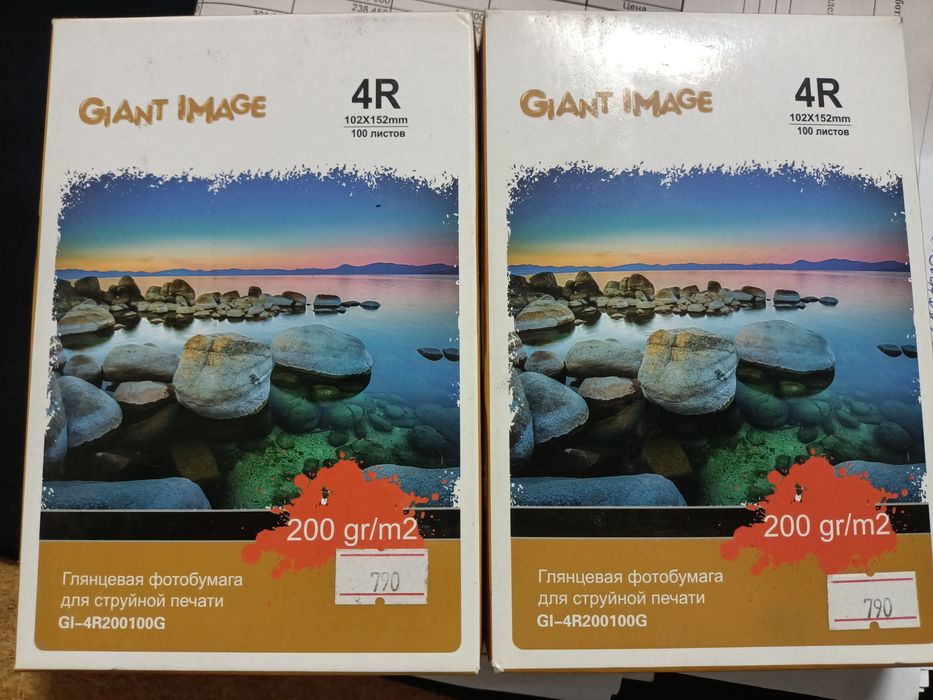 Цена
GIANT IMAGE
4R
102X152mm
100 листов
200 gr/m2
790
Глянцевая фотобумага
для струйной печати
GI-4R200100G
GIANT IMAGE
4R
102X152mm
100 листов
200 gr/m2
790
Глянцевая фотобумага
для струйной печати
GI-4R200100G